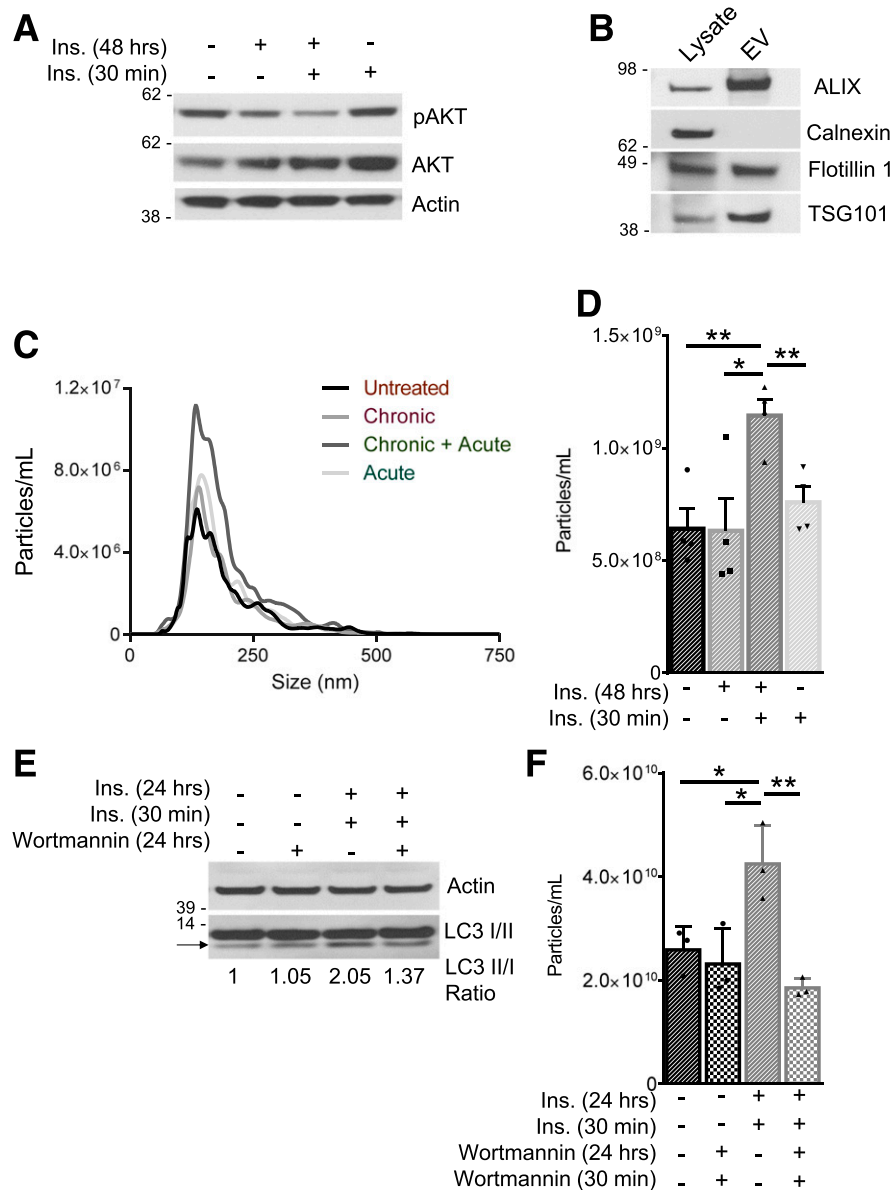 A
Ins. (48 hrs) - + + -
Ins. (30 min) - - + +
62 -
pAKT
62 -
AKT
Actin
38 -
B
Lysate EV
98 -
ALIX
Calnexin
62 -
49 -
Flotillin 1
TSG101
38 -
C
1.2×10⁷
8.0×10⁶
4.0×10⁶
0
Particles/mL
Untreated
Chronic
Chronic + Acute
Acute
0 250 500 750
Size (nm)
D
1.5×10⁹
1.0×10⁹
5.0×10⁸
0
Particles/mL
** * **
Ins. (48 hrs) - + + -
Ins. (30 min) - - + +
E
Ins. (24 hrs) - - + +
Ins. (30 min) - - + +
Wortmannin (24 hrs) - + - +
Actin
39 -
14 -
LC3 I/II
1 1.05 2.05 1.37
LC3 II/I
Ratio
F
6.0×10¹⁰
4.0×10¹⁰
2.0×10¹⁰
0
Particles/mL
* * **
Ins. (24 hrs) - - + +
Ins. (30 min) - - + +
Wortmannin (24 hrs) - + - +
Wortmannin (30 min) - + - +